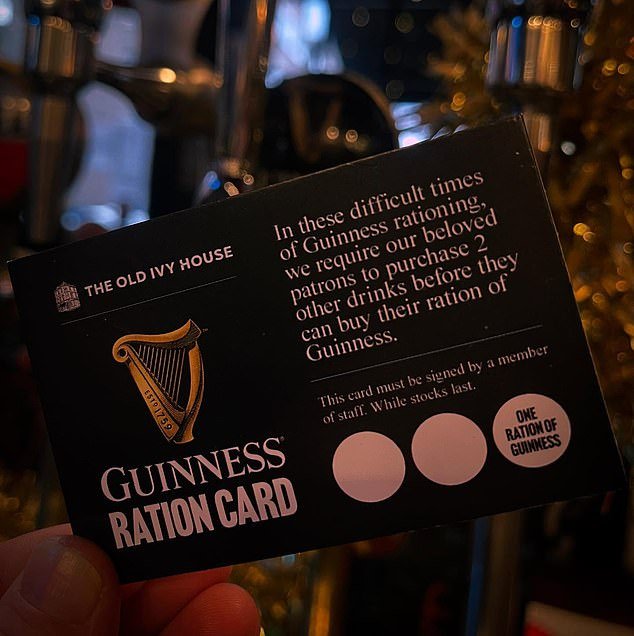 THE OLD IVY HOUSE
ESTD 1759
GUINNESS®
RATION CARD
In these difficult times
of Guinness rationing,
we require our beloved
patrons to purchase 2
other drinks before they
can buy their ration of
Guinness.
This card must be signed by a member
of staff. While stocks last.
ONE
RATION OF
GUINNESS